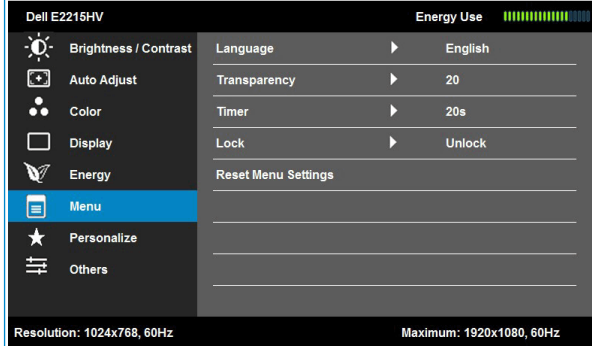 Dell E2215HV Energy Use
Brightness / Contrast Language English
Auto Adjust Transparency 20
Color Timer 20s
Display Lock Unlock
Energy Reset Menu Settings
Menu
Personalize
Others
Resolution: 1024x768, 60Hz Maximum: 1920x1080, 60Hz